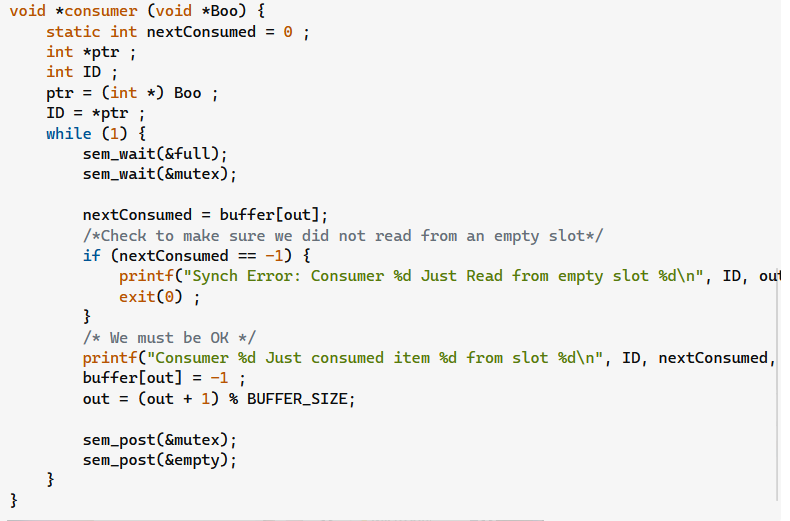 void *consumer (void *Boo) {
    static int nextConsumed = 0 ;
    int *ptr ;
    int ID ;
    ptr = (int *) Boo ;
    ID = *ptr ;
    while (1) {
        sem_wait(&full);
        sem_wait(&mutex);
        nextConsumed = buffer[out];
        /*Check to make sure we did not read from an empty slot*/
        if (nextConsumed == -1) {
            printf("Synch Error: Consumer %d Just Read from empty slot %d\n", ID, out
            exit(0) ;
        }
        /* We must be OK */
        printf("Consumer %d Just consumed item %d from slot %d\n", ID, nextConsumed,
        buffer[out] = -1 ;
        out = (out + 1) % BUFFER_SIZE;
        sem_post(&mutex);
        sem_post(&empty);
    }
}